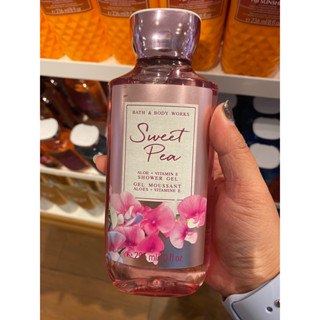 BATH & BODY WORKS
Sweet
Pea
ALOE + VITAMIN E
SHOWER GEL
GEL MOUSSANT
ALOÈS + VITAMINE E